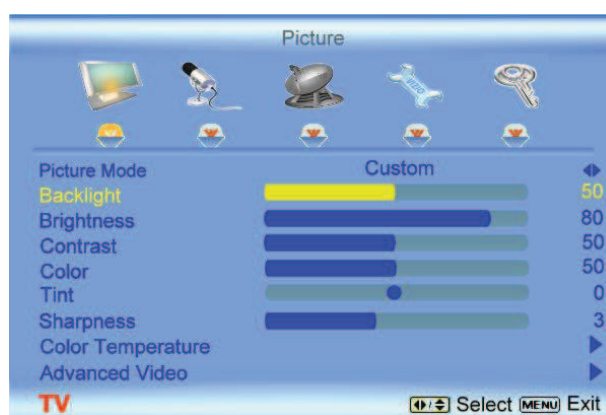 Picture
VIZIO
Picture Mode Custom
Backlight 50
Brightness 80
Contrast 50
Color 50
Tint 0
Sharpness 3
Color Temperature
Advanced Video
TV / Select MENU Exit